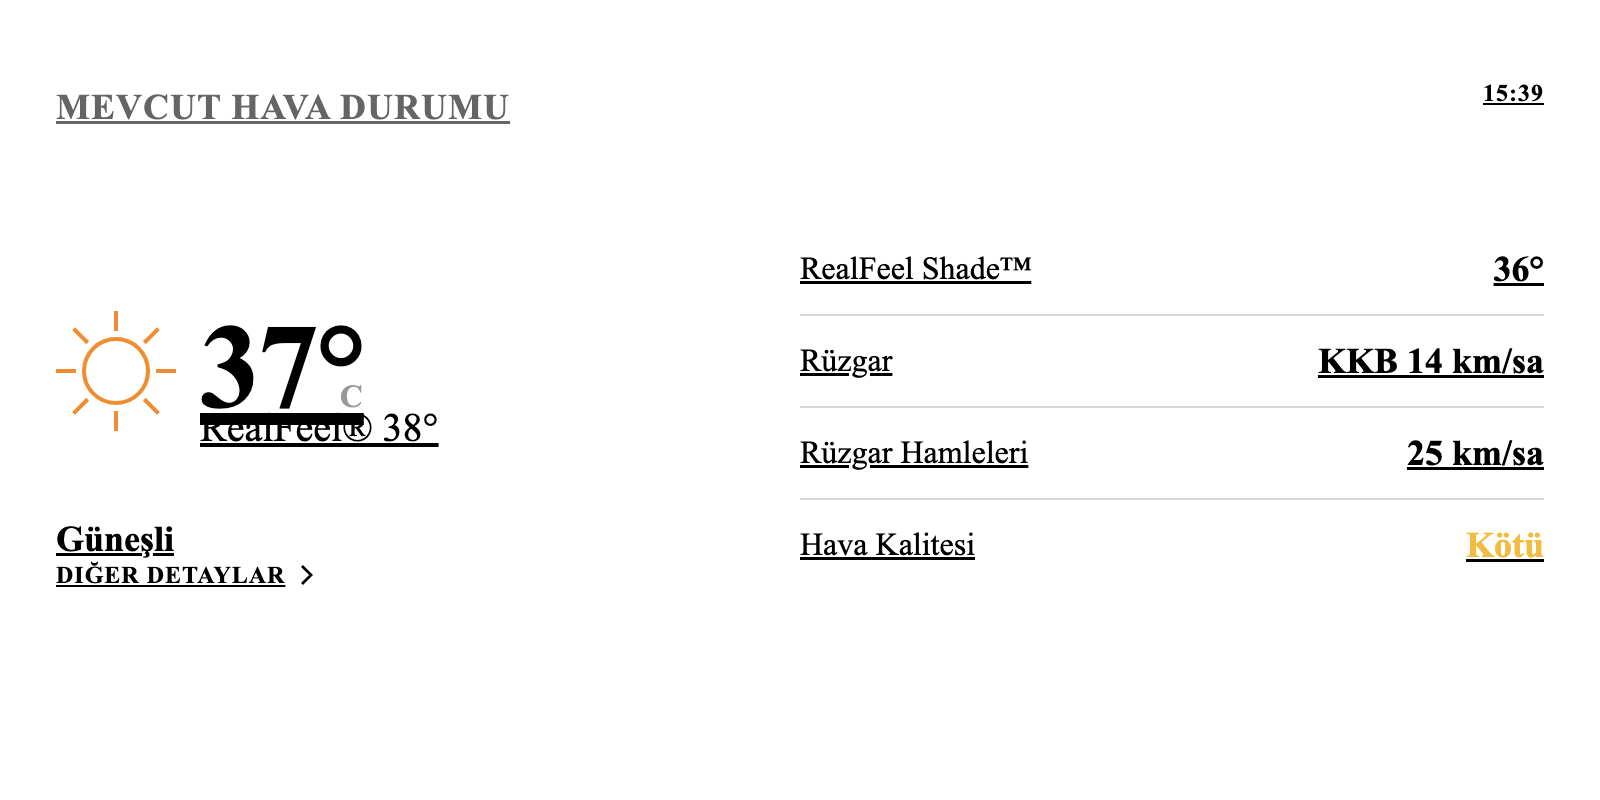 MEVCUT HAVA DURUMU
15:39
37°
C
RealFeel® 38°
Güneşli
DIĞER DETAYLAR
RealFeel Shade™ 36°
Rüzgar KKB 14 km/sa
Rüzgar Hamleleri 25 km/sa
Hava Kalitesi Kötü